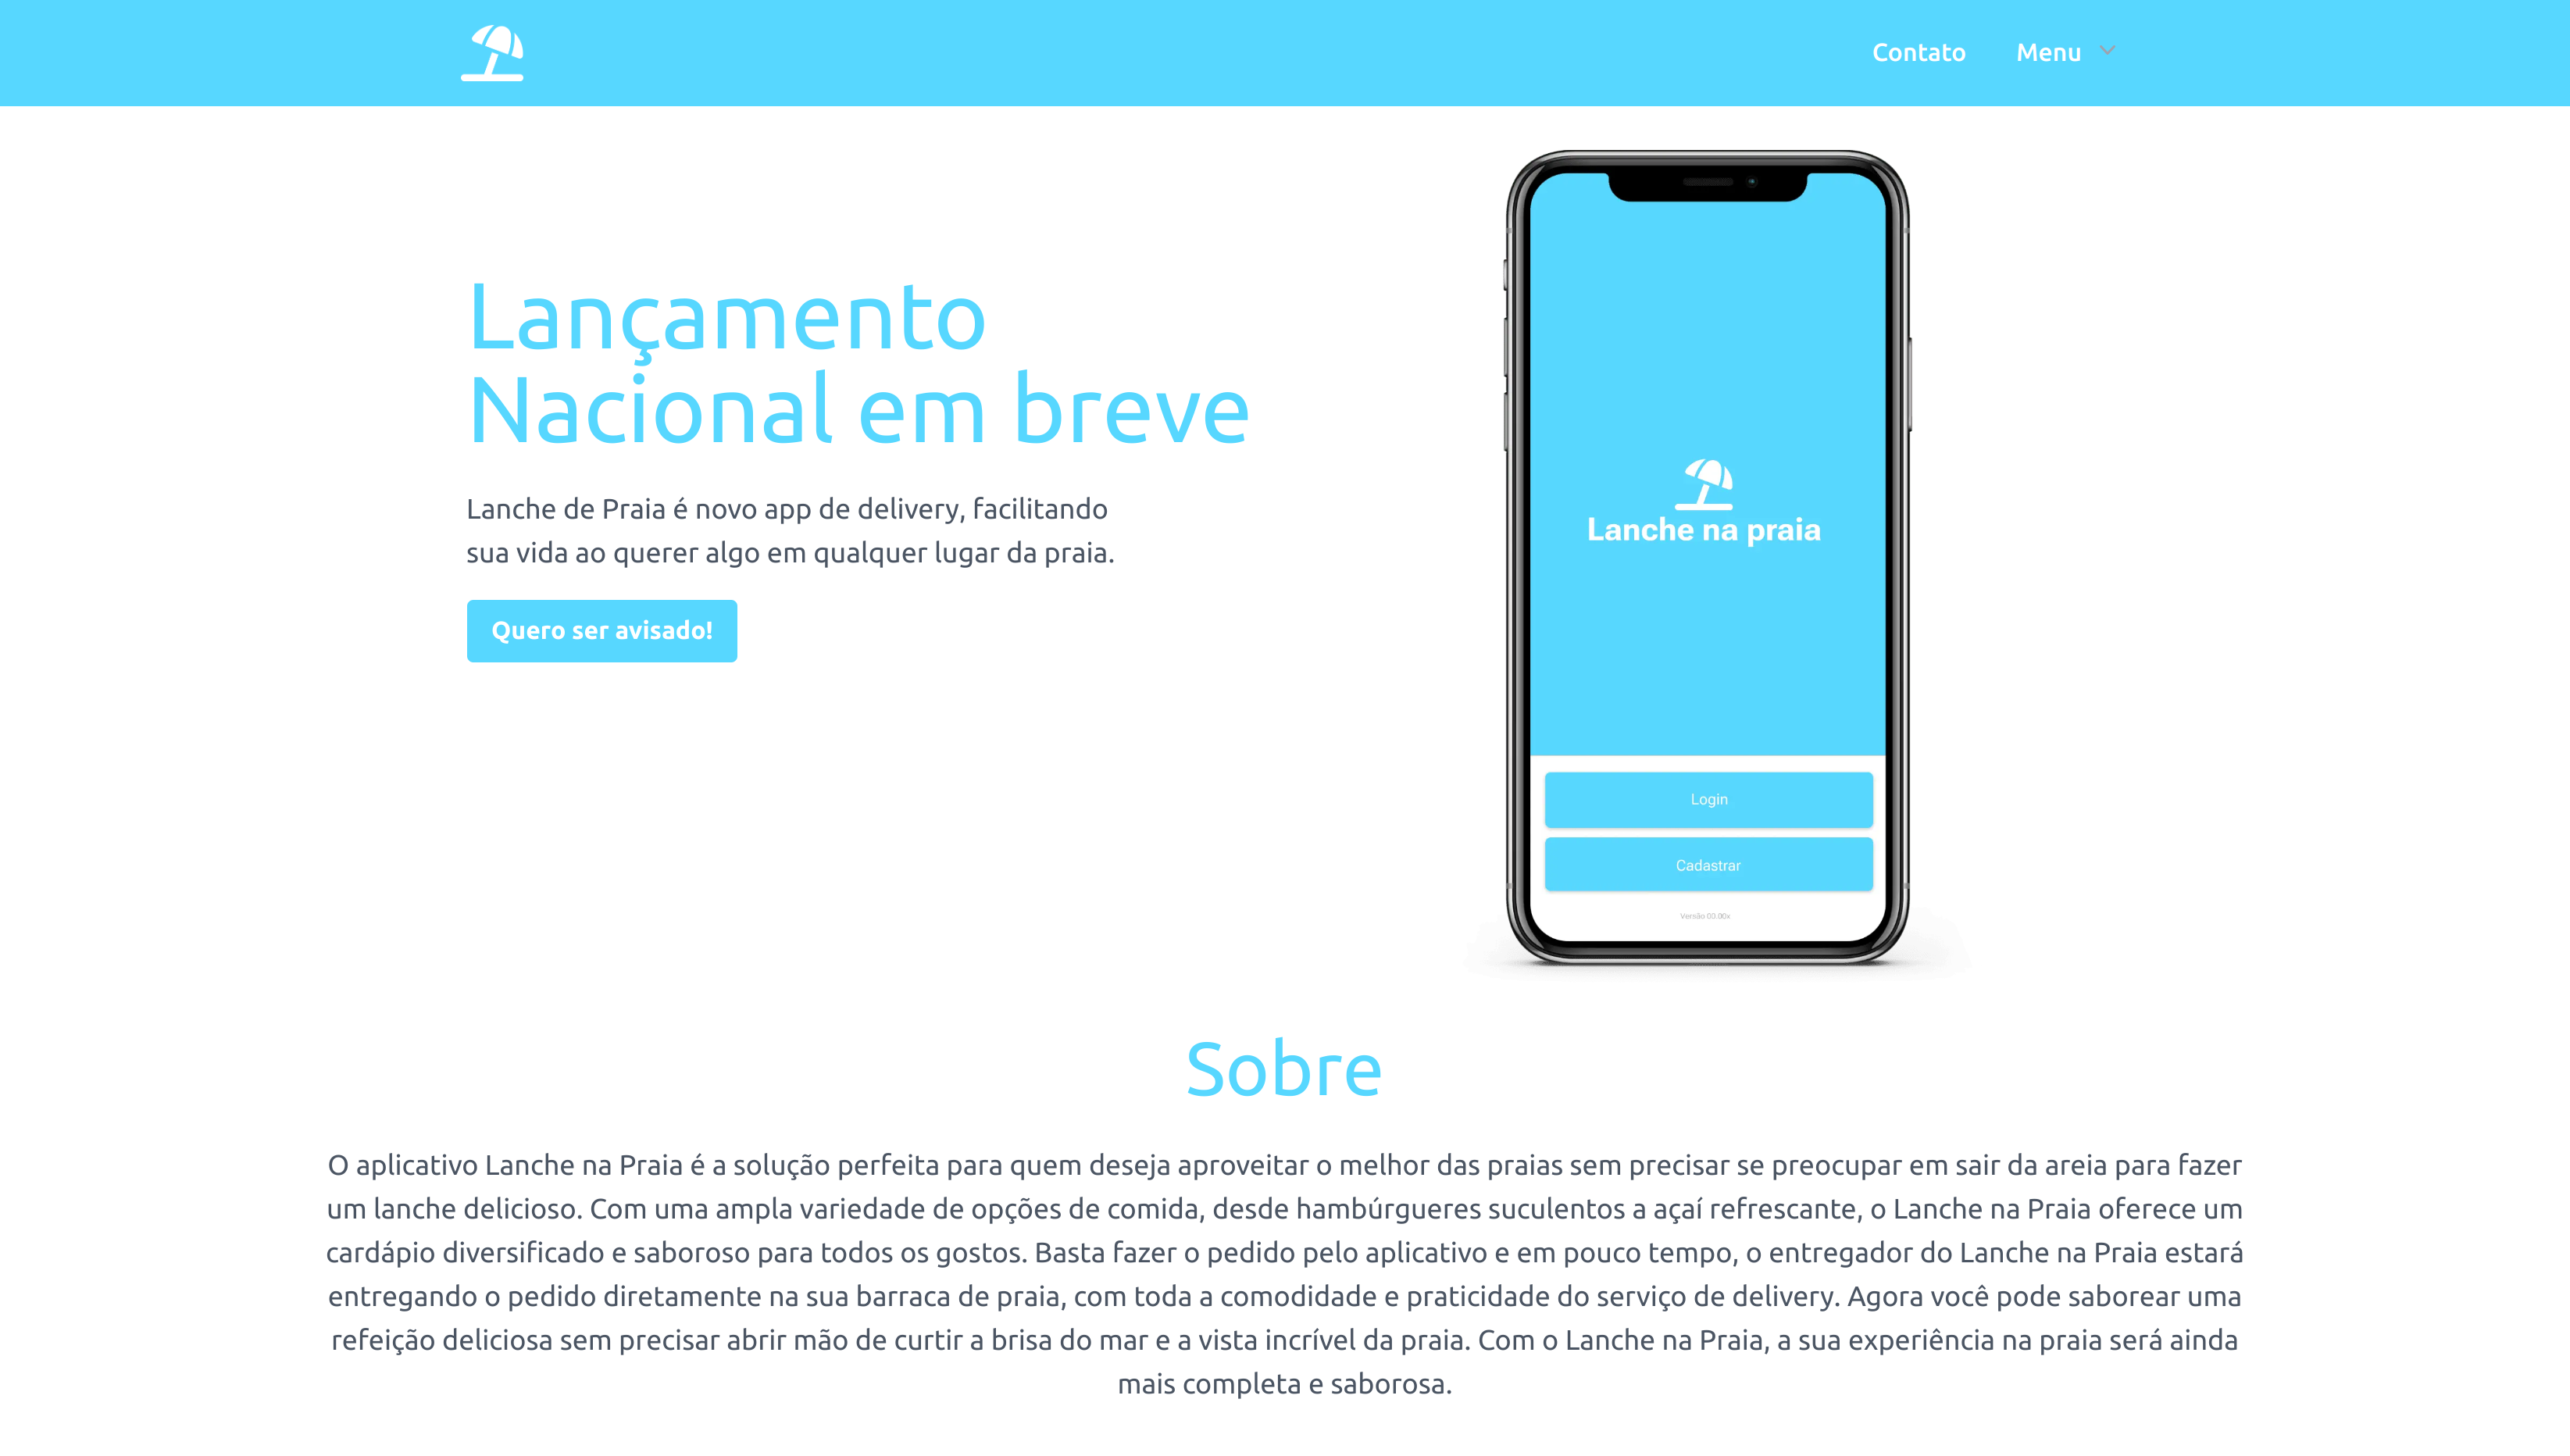 Contato Menu
Lançamento
Nacional em breve
Lanche de Praia é novo app de delivery, facilitando
sua vida ao querer algo em qualquer lugar da praia.
Quero ser avisado!
Lanche na praia
Login
Cadastrar
Versão 00.00x
Sobre
O aplicativo Lanche na Praia é a solução perfeita para quem deseja aproveitar o melhor das praias sem precisar se preocupar em sair da areia para fazer
um lanche delicioso. Com uma ampla variedade de opções de comida, desde hambúrgueres suculentos a açaí refrescante, o Lanche na Praia oferece um
cardápio diversificado e saboroso para todos os gostos. Basta fazer o pedido pelo aplicativo e em pouco tempo, o entregador do Lanche na Praia estará
entregando o pedido diretamente na sua barraca de praia, com toda a comodidade e praticidade do serviço de delivery. Agora você pode saborear uma
refeição deliciosa sem precisar abrir mão de curtir a brisa do mar e a vista incrível da praia. Com o Lanche na Praia, a sua experiência na praia será ainda
mais completa e saborosa.